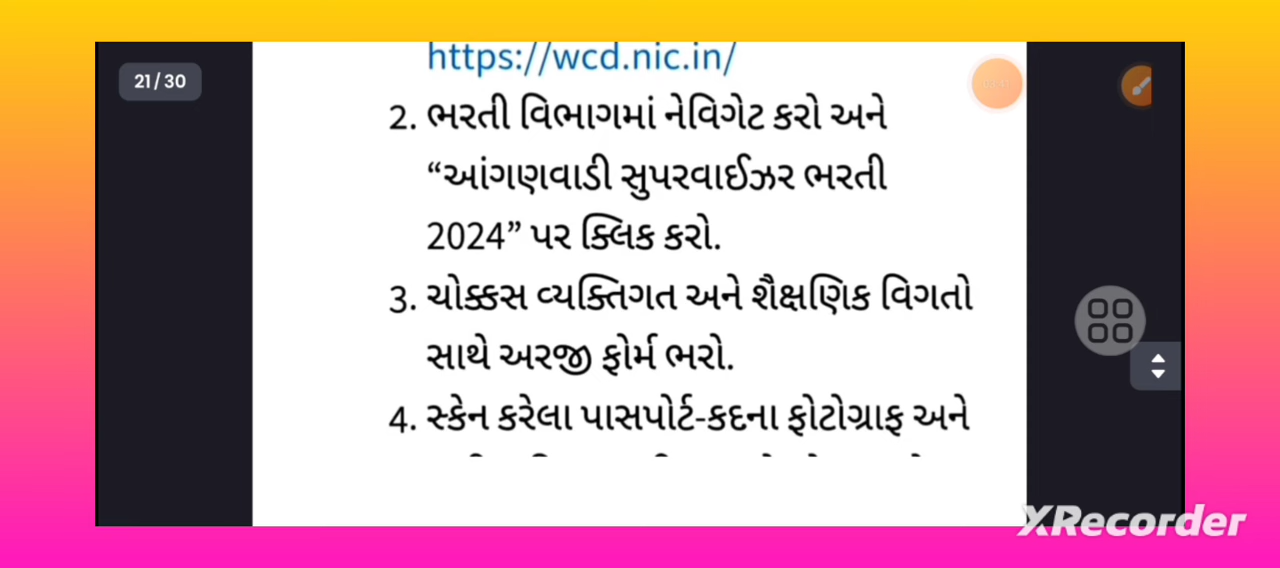 https://wcd.nic.in/
21/30
2. ભરતી વિભાગમાં નેવિગેટ કરો અને
“આંગણવાડી સુપરવાઈઝર ભરતી
2024” પર ક્લિક કરો.
3. ચોક્કસ વ્યક્તિગત અને શૈક્ષણિક વિગતો
સાથે અરજી ફોર્મ ભરો.
4. સ્કેન કરેલા પાસપોર્ટ-કદના ફોટોગ્રાફ અને
XRecorder